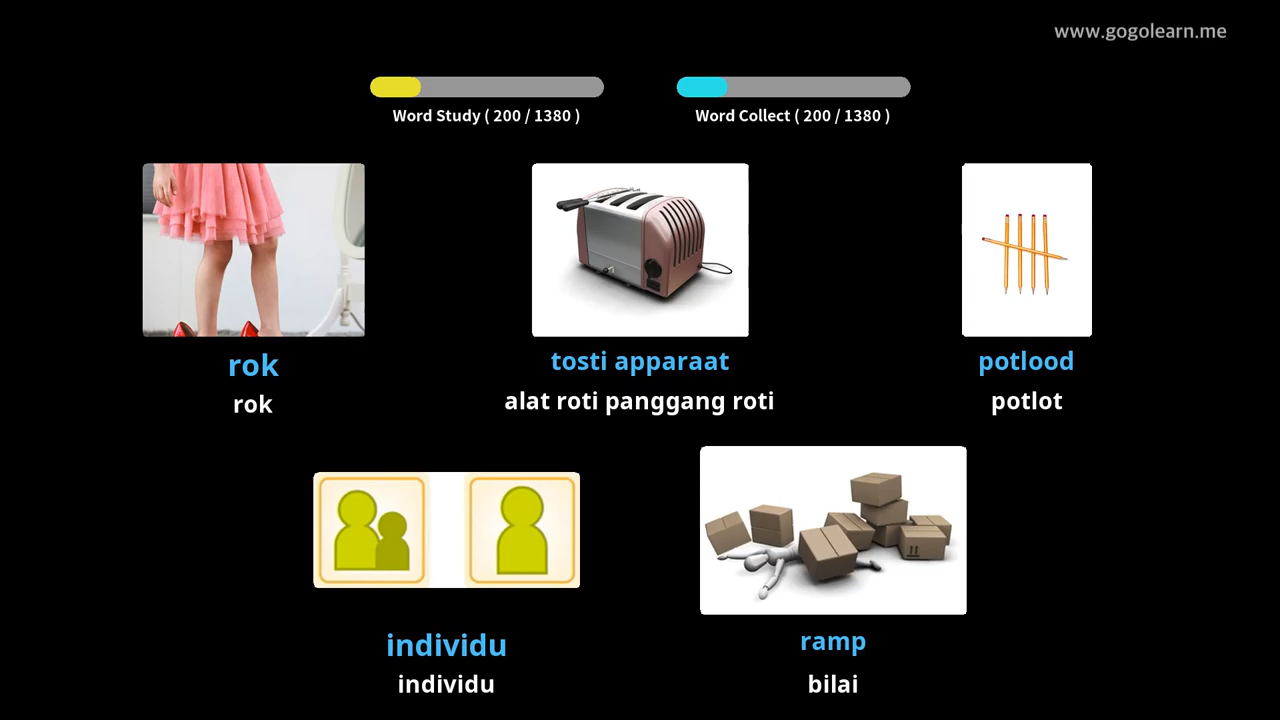 www.gogolearn.me
Word Study ( 200 / 1380 )
Word Collect ( 200 / 1380 )
rok
rok
tosti apparaat
alat roti panggang roti
potlood
potlot
individu
individu
ramp
bilai